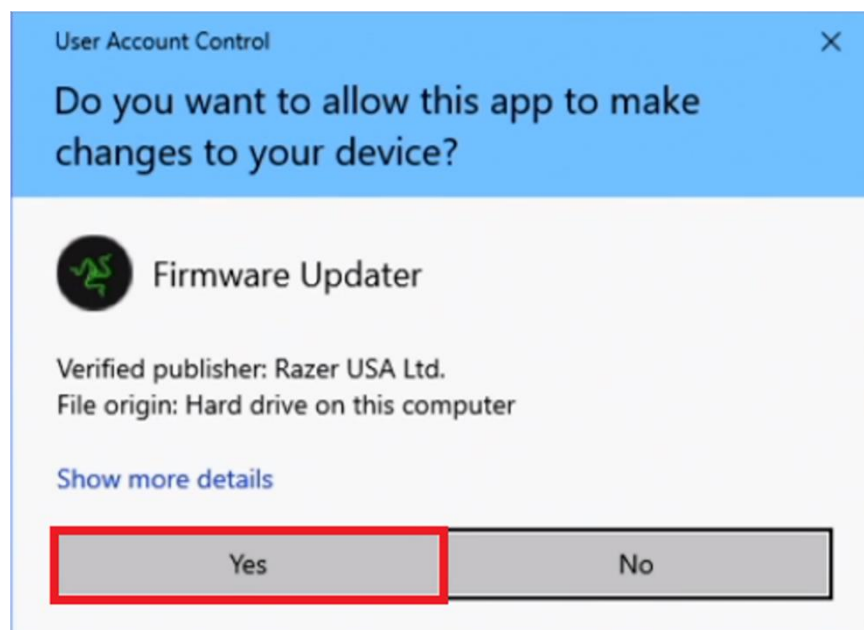 User Account Control
Do you want to allow this app to make
changes to your device?
Firmware Updater
Verified publisher: Razer USA Ltd.
File origin: Hard drive on this computer
Show more details
Yes
No